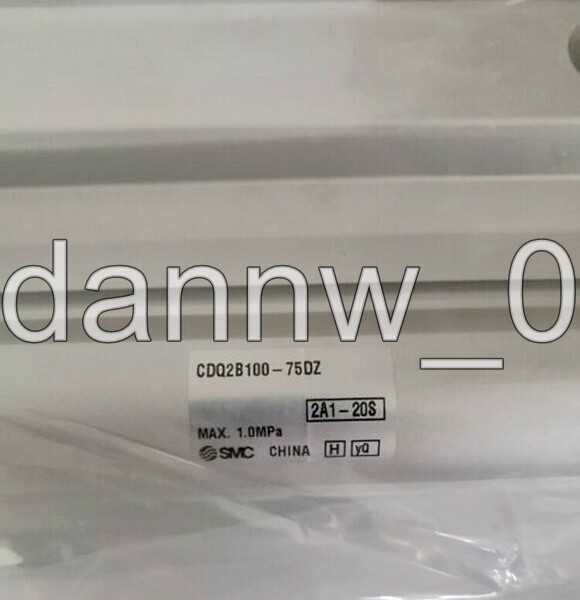 dannw_0
CDQ2B100-75DZ
2A1-20S
MAX. 1.0MPa
SMC CHINA H yQ